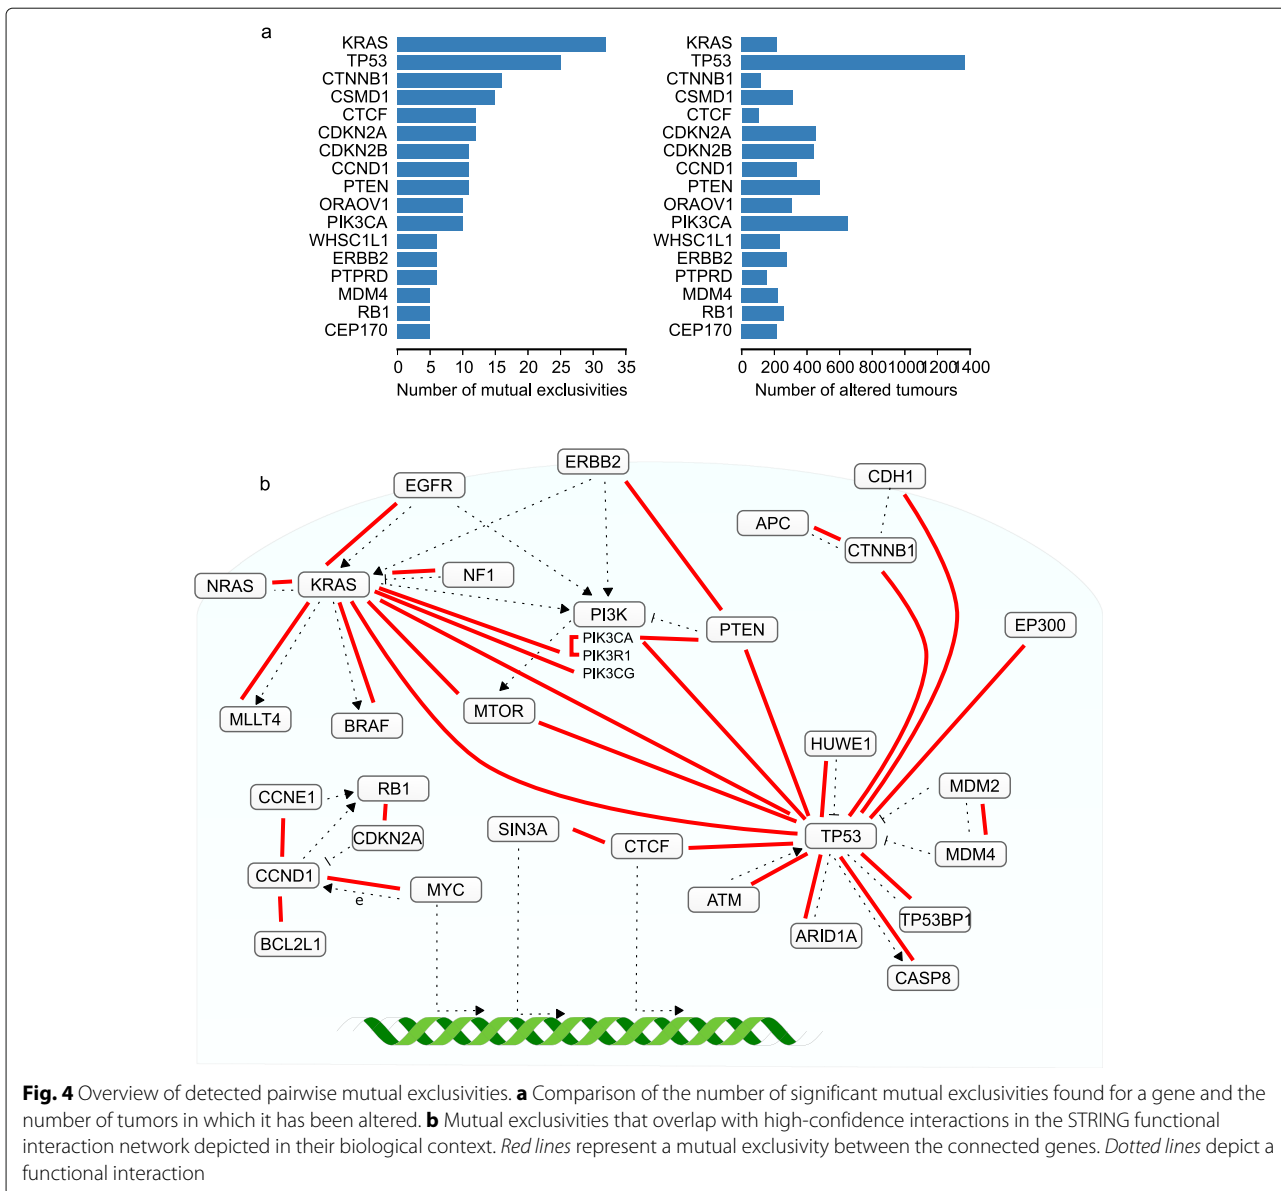 a
KRAS
TP53
CTNNB1
CSMD1
CTCF
CDKN2A
CDKN2B
CCND1
PTEN
ORAOV1
PIK3CA
WHSC1L1
ERBB2
PTPRD
MDM4
RB1
CEP170
0 5 10 15 20 25 30 35
Number of mutual exclusivities
KRAS
TP53
CTNNB1
CSMD1
CTCF
CDKN2A
CDKN2B
CCND1
PTEN
ORAOV1
PIK3CA
WHSC1L1
ERBB2
PTPRD
MDM4
RB1
CEP170
0 200 400 600 800 1000 1200 1400
Number of altered tumours
b
ERBB2
EGFR
CDH1
APC
CTNNB1
NRAS
KRAS
NF1
PI3K
PIK3CA
PIK3R1
PIK3CG
PTEN
EP300
MLLT4
BRAF
MTOR
HUWE1
CCNE1
RB1
MDM2
CDKN2A
SIN3A
CTCF
TP53
MDM4
CCND1
e
MYC
ATM
TP53BP1
ARID1A
BCL2L1
CASP8
Fig. 4 Overview of detected pairwise mutual exclusivities. a Comparison of the number of significant mutual exclusivities found for a gene and the
number of tumors in which it has been altered. b Mutual exclusivities that overlap with high-confidence interactions in the STRING functional
interaction network depicted in their biological context. Red lines represent a mutual exclusivity between the connected genes. Dotted lines depict a
functional interaction